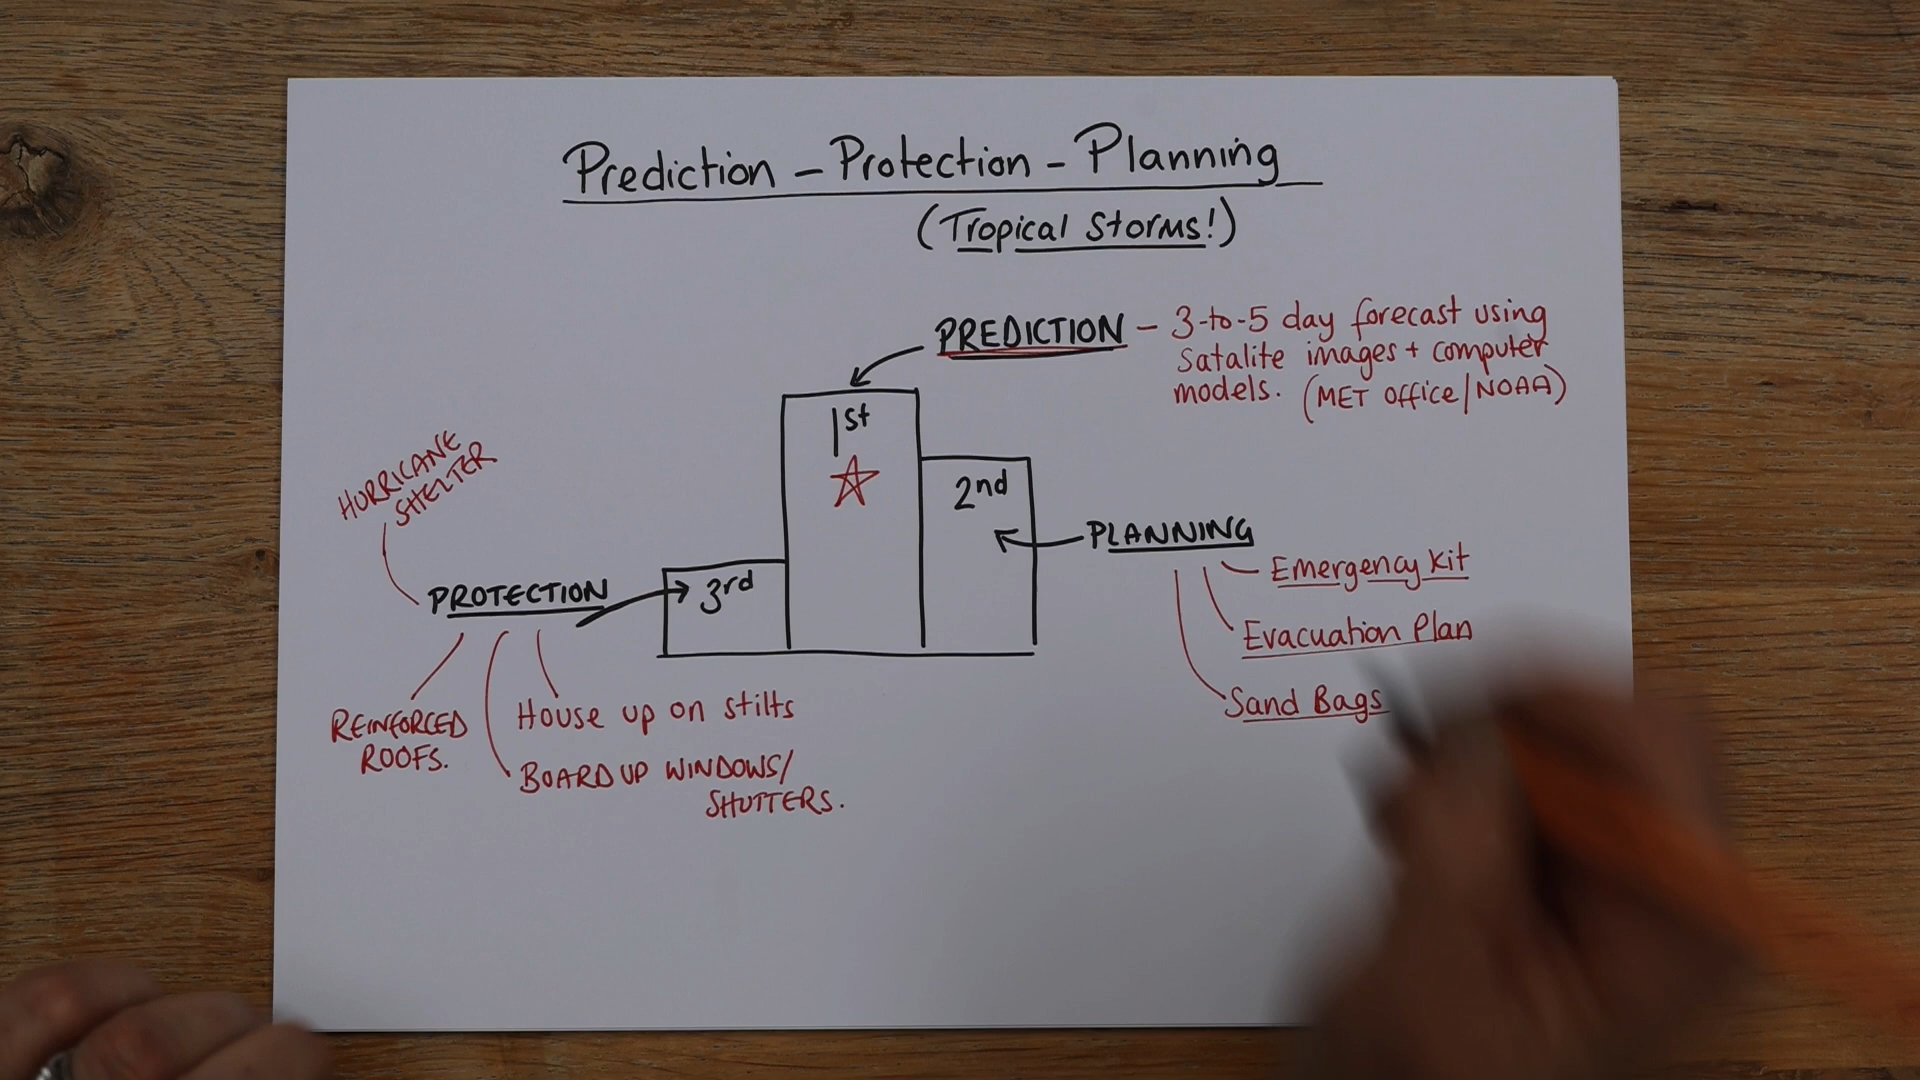 Prediction - Protection - Planning
(Tropical Storms!)
PREDICTION - 3-to-5 day forecast using
Satalite images + computer
models. (MET office/NOAA)
1st
2nd
3rd
PLANNING
Emergency Kit
Evacuation Plan
Sand Bags
HURRICANE
SHELTER
PROTECTION
REINFORCED
ROOFS.
House up on stilts
BOARD UP WINDOWS/
SHUTTERS.